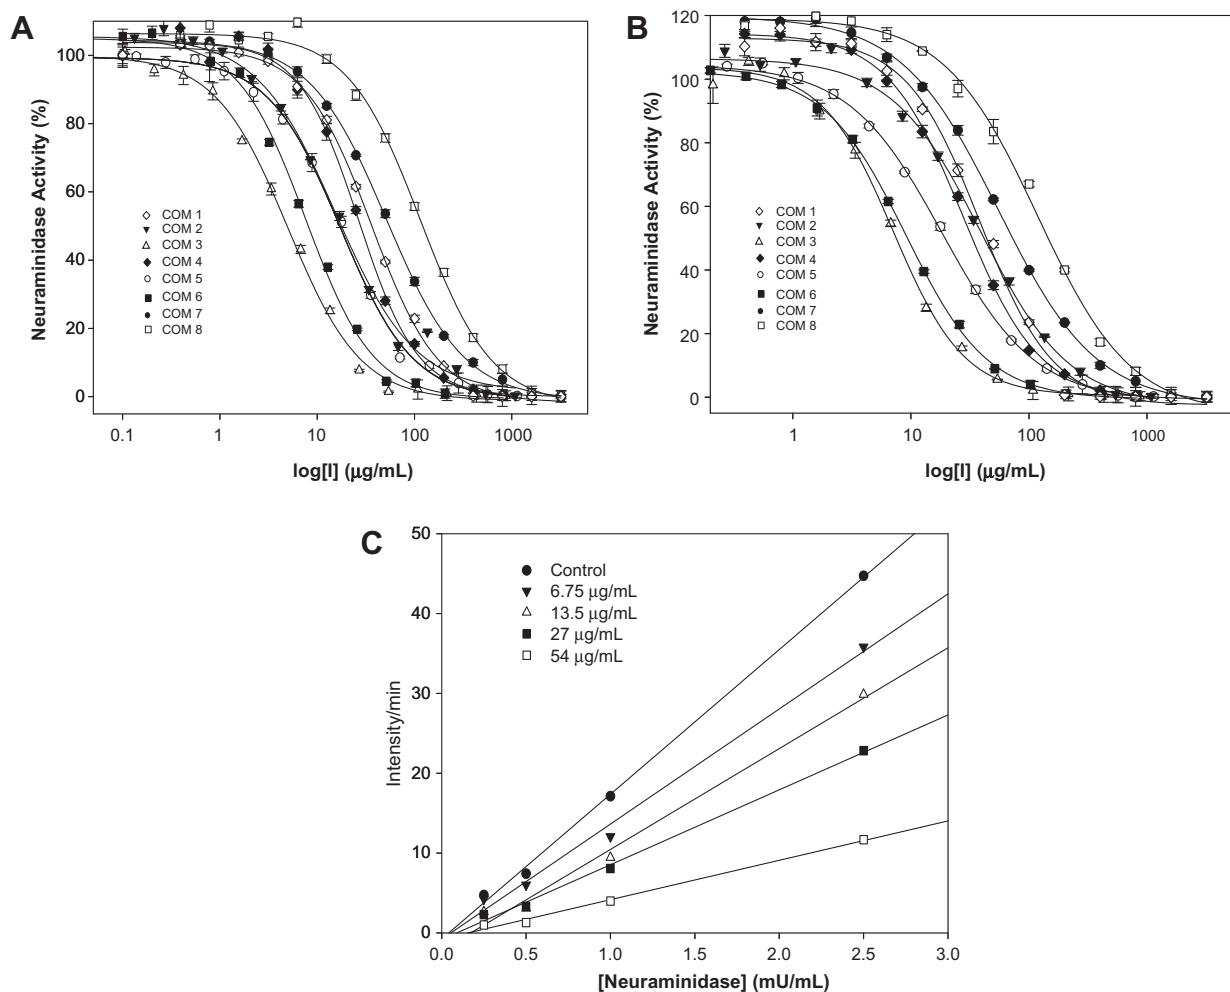 A
Neuraminidase Activity (%)
100
80
60
40
20
0
COM 1
COM 2
COM 3
COM 4
COM 5
COM 6
COM 7
COM 8
0.1 1 10 100 1000
log[I] (μg/mL)
B
Neuraminidase Activity (%)
120
100
80
60
40
20
0
COM 1
COM 2
COM 3
COM 4
COM 5
COM 6
COM 7
COM 8
1 10 100 1000
log[I] (μg/mL)
C
Intensity/min
50
40
30
20
10
0
Control
6.75 μg/mL
13.5 μg/mL
27 μg/mL
54 μg/mL
0.0 0.5 1.0 1.5 2.0 2.5 3.0
[Neuraminidase] (mU/mL)